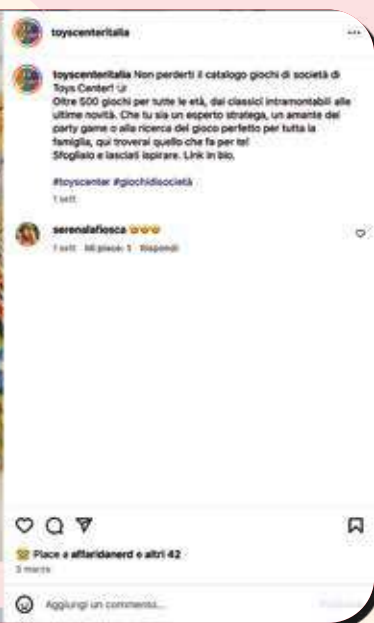 toyscenteritalia
toyscenteritalia Non perderti il catalogo giochi di società di
Toys Center!
Oltre 500 giochi per tutte le età, dai classici intramontabili alle
ultime novità. Che tu sia un esperto stratega, un amante dei
party game o alla ricerca del gioco perfetto per tutta la
famiglia, qui troverai quello che fa per te!
Sfoglialo e lasciati ispirare. Link in bio.
#toyscenter #giochidisocietà
1 sett
serenalafiosca
1 sett Mi piace: 1 Rispondi
Piace a affaridanerd e altri 42
3 marzo
Aggiungi un commento...